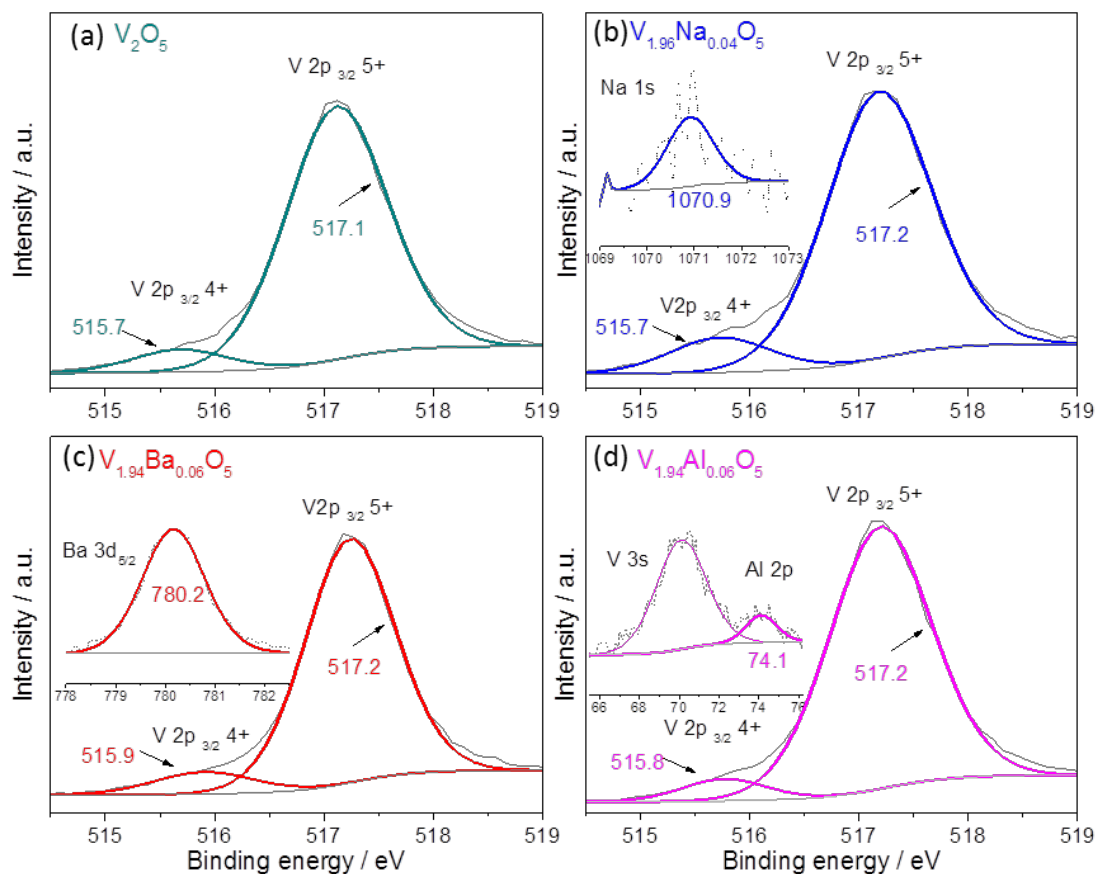 (a) V₂O₅
V 2p ₃/₂ 5+
517.1
V 2p ₃/₂ 4+
515.7
Intensity / a.u.
515 516 517 518 519
(b) V₁.₉₆Na₀.₀₄O₅
V 2p ₃/₂ 5+
Na 1s
1070.9
1069 1070 1071 1072 1073
517.2
V2p ₃/₂ 4+
515.7
Intensity / a.u.
515 516 517 518 519
(c) V₁.₉₄Ba₀.₀₆O₅
V2p ₃/₂ 5+
Ba 3d₅/₂
780.2
778 779 780 781 782
517.2
V 2p ₃/₂ 4+
515.9
Intensity / a.u.
515 516 517 518 519
Binding energy / eV
(d) V₁.₉₄Al₀.₀₆O₅
V 2p ₃/₂ 5+
V 3s
Al 2p
74.1
66 68 70 72 74 76
517.2
V 2p ₃/₂ 4+
515.8
Intensity / a.u.
515 516 517 518 519
Binding energy / eV